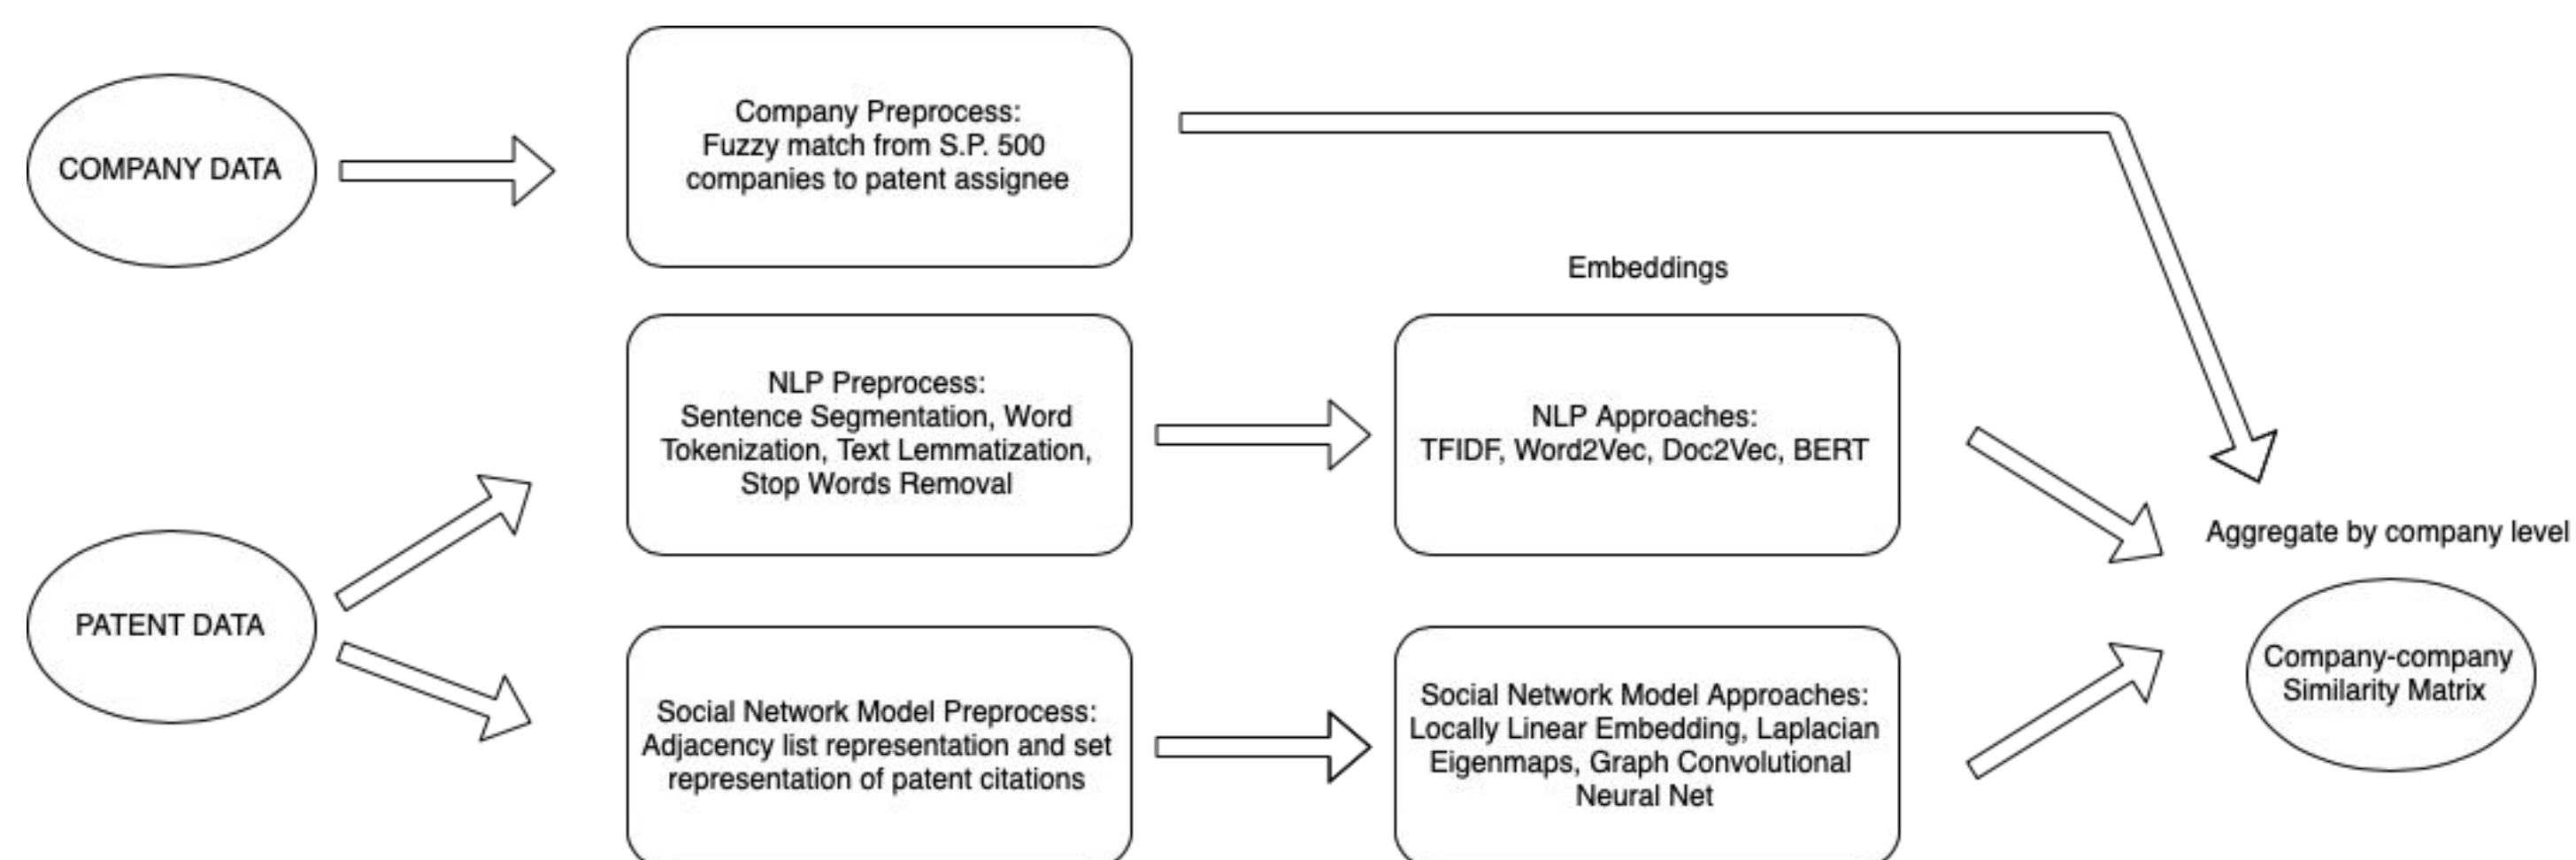 COMPANY DATA
Company Preprocess:
Fuzzy match from S.P. 500
companies to patent assignee
Embeddings
NLP Preprocess:
Sentence Segmentation, Word
Tokenization, Text Lemmatization,
Stop Words Removal
NLP Approaches:
TFIDF, Word2Vec, Doc2Vec, BERT
PATENT DATA
Social Network Model Preprocess:
Adjacency list representation and set
representation of patent citations
Social Network Model Approaches:
Locally Linear Embedding, Laplacian
Eigenmaps, Graph Convolutional
Neural Net
Aggregate by company level
Company-company
Similarity Matrix